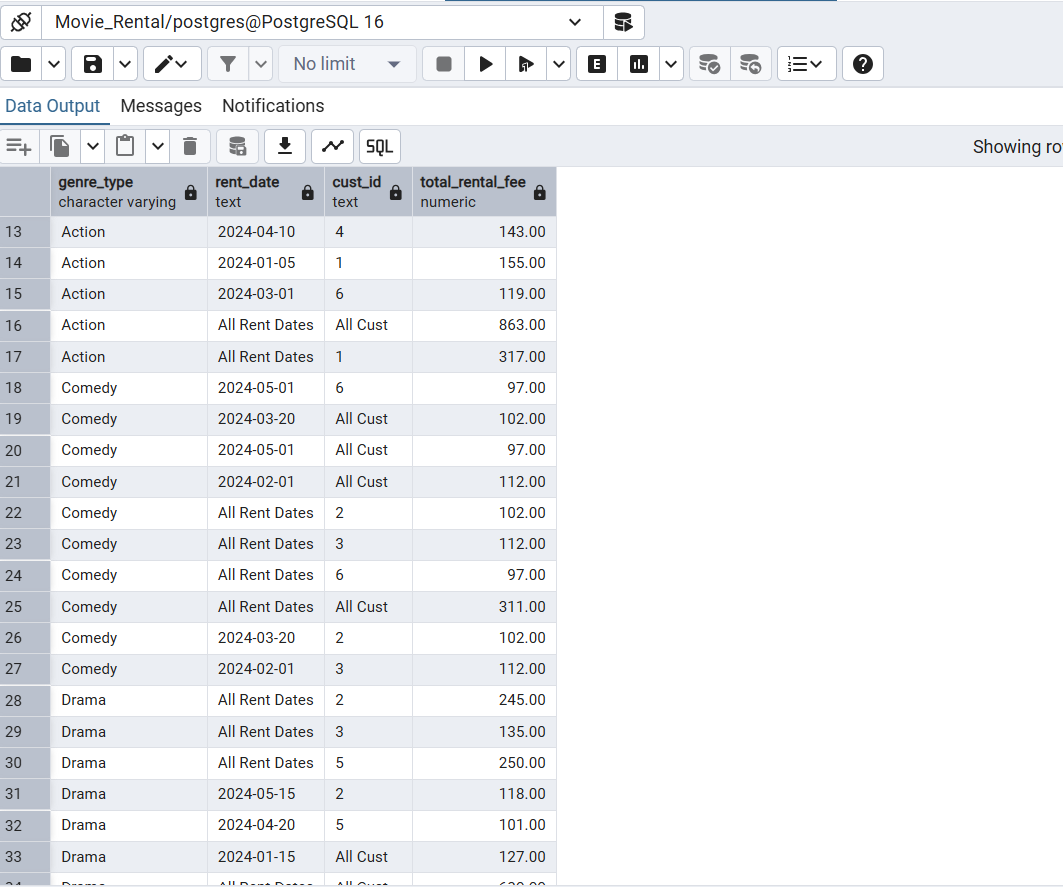 Movie_Rental/postgres@PostgreSQL 16
No limit
E
Data Output Messages Notifications
SQL
Showing ro
genre_type rent_date cust_id total_rental_fee
character varying text text numeric
13 Action 2024-04-10 4 143.00
14 Action 2024-01-05 1 155.00
15 Action 2024-03-01 6 119.00
16 Action All Rent Dates All Cust 863.00
17 Action All Rent Dates 1 317.00
18 Comedy 2024-05-01 6 97.00
19 Comedy 2024-03-20 All Cust 102.00
20 Comedy 2024-05-01 All Cust 97.00
21 Comedy 2024-02-01 All Cust 112.00
22 Comedy All Rent Dates 2 102.00
23 Comedy All Rent Dates 3 112.00
24 Comedy All Rent Dates 6 97.00
25 Comedy All Rent Dates All Cust 311.00
26 Comedy 2024-03-20 2 102.00
27 Comedy 2024-02-01 3 112.00
28 Drama All Rent Dates 2 245.00
29 Drama All Rent Dates 3 135.00
30 Drama All Rent Dates 5 250.00
31 Drama 2024-05-15 2 118.00
32 Drama 2024-04-20 5 101.00
33 Drama 2024-01-15 All Cust 127.00
34 Drama All Rent Dates All Cust